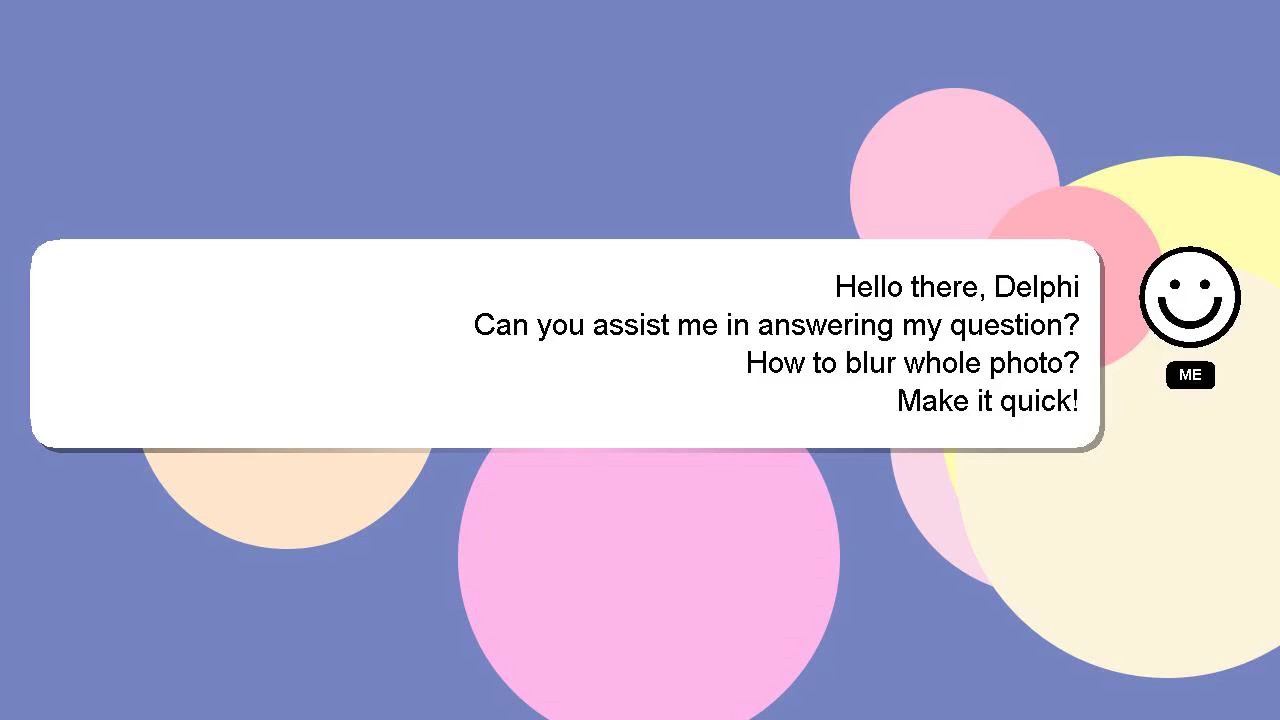 Hello there, Delphi
Can you assist me in answering my question?
How to blur whole photo?
Make it quick!
ME